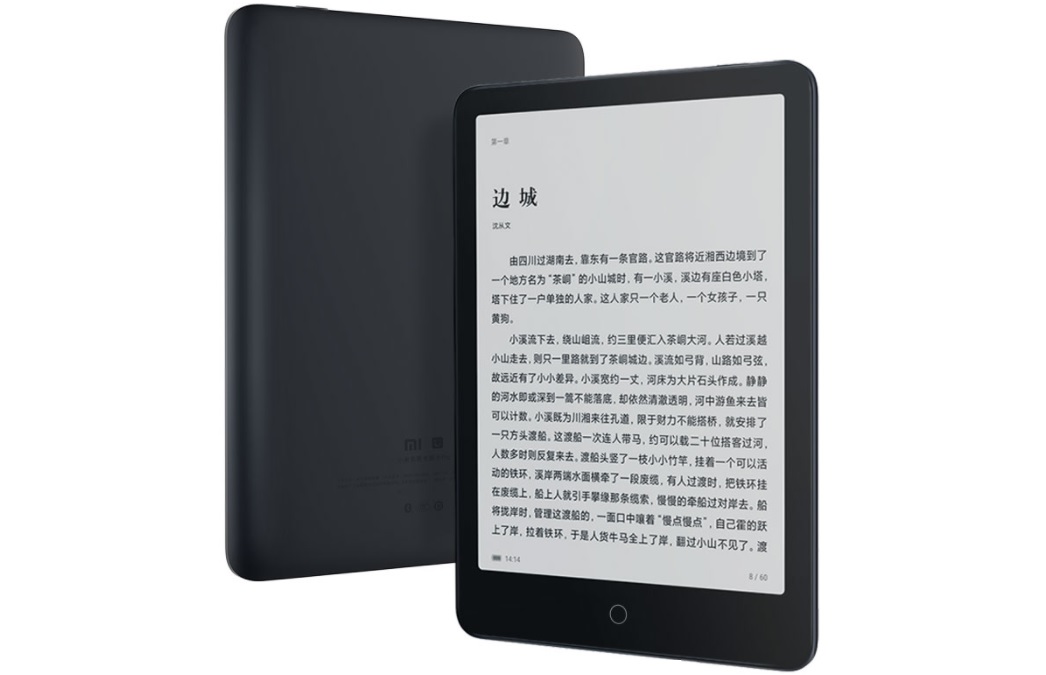 第一章
边 城
沈从文
由四川过湖南去，靠东有一条官路。这官路将近湘西边境到了
一个地方名为“茶峒”的小山城时，有一小溪，溪边有座白色小塔，
塔下住了一户单独的人家。这人家只一个老人，一个女孩子，一只
黄狗。
小溪流下去，绕山岨流，约三里便汇入茶峒大河。人若过溪越
小山走去，则只一里路就到了茶峒城边。溪流如弓背，山路如弓弦，
故远近有了小小差异。小溪宽约一丈，河床为大片石头作成。静静
的河水即或深到一篙不能落底，却依然清澈透明，河中游鱼来去皆
可以计数。小溪既为川湘来往孔道，限于财力不能搭桥，就安排了
一只方头渡船。这渡船一次连人带马，约可以载二十位搭客过河，
人数多时则反复来去。渡船头竖了一枝小小竹竿，挂着一个可以活
动的铁环，溪岸两端水面横牵了一段废缆，有人过渡时，把铁环挂
在废缆上，船上人就引手攀缘那条缆索，慢慢的牵船过对岸去。船
将拢岸时，管理这渡船的，一面口中嚷着“慢点慢点”，自己霍的跃
上了岸，拉着铁环，于是人货牛马全上了岸，翻过小山不见了。渡
14:14
8 / 60
mi